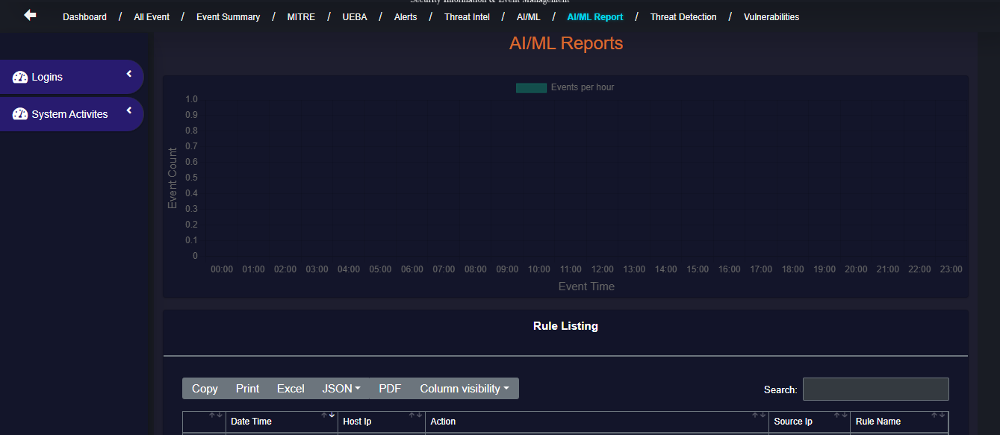 Security Information & Event Management
Dashboard / All Event / Event Summary / MITRE / UEBA / Alerts / Threat Intel / AI/ML / AI/ML Report / Threat Detection / Vulnerabilities
AI/ML Reports
Logins
System Activites
Events per hour
1.0
0.9
0.8
0.7
0.6
0.5
0.4
0.3
0.2
0.1
0
Event Count
00:00 01:00 02:00 03:00 04:00 05:00 06:00 07:00 08:00 09:00 10:00 11:00 12:00 13:00 14:00 15:00 16:00 17:00 18:00 19:00 20:00 21:00 22:00 23:00
Event Time
Rule Listing
Copy Print Excel JSON PDF Column visibility
Search:
Date Time Host Ip Action Source Ip Rule Name